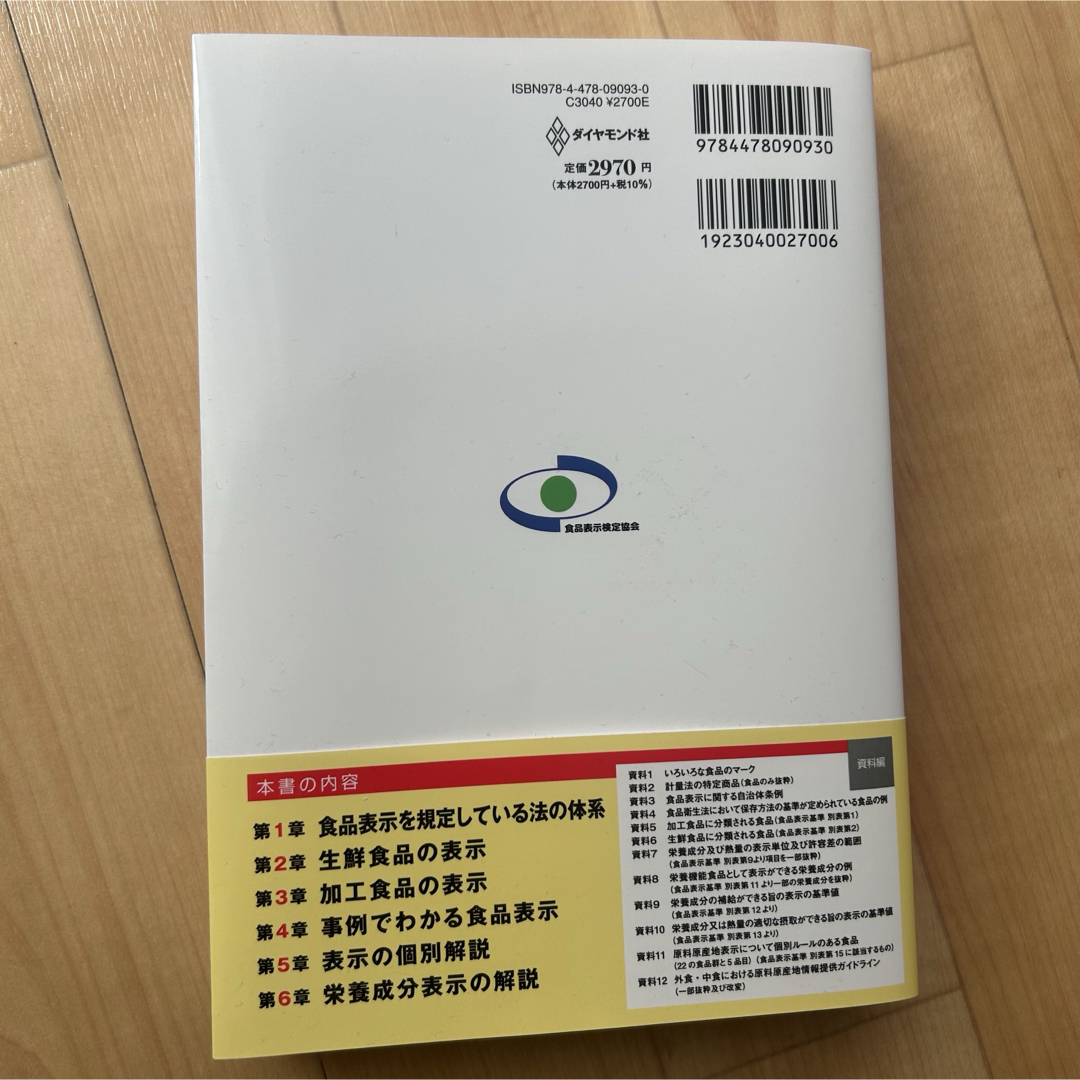 ISBN978-4-478-09093-0
C3040 ¥2700E
ダイヤモンド社
定価2970円
(本体2700円+税10%)
9784478090930
1923040027006
食品表示検定協会
本書の内容
第1章 食品表示を規定している法の体系
第2章 生鮮食品の表示
第3章 加工食品の表示
第4章 事例でわかる食品表示
第5章 表示の個別解説
第6章 栄養成分表示の解説
資料編
資料1 いろいろな食品のマーク
資料2 計量法の特定商品(食品のみ抜粋)
資料3 食品表示に関する自治体条例
資料4 食品衛生法において保存方法の基準が定められている食品の例
資料5 加工食品に分類される食品(食品表示基準 別表第1)
資料6 生鮮食品に分類される食品(食品表示基準 別表第2)
資料7 栄養成分及び熱量の表示単位及び許容差の範囲
(食品表示基準 別表第9より項目を一部抜粋)
資料8 栄養機能食品として表示ができる栄養成分の例
(食品表示基準 別表第11より一部の栄養成分を抜粋)
資料9 栄養成分の補給ができる旨の表示の基準値
(食品表示基準 別表第12より)
資料10 栄養成分又は熱量の適切な摂取ができる旨の表示の基準値
(食品表示基準 別表第13より)
資料11 原料原産地表示について個別ルールのある食品
(22の食品群と5品目)(食品表示基準 別表第15に該当するもの)
資料12 外食・中食における原料原産地情報提供ガイドライン
(一部抜粋及び改変)